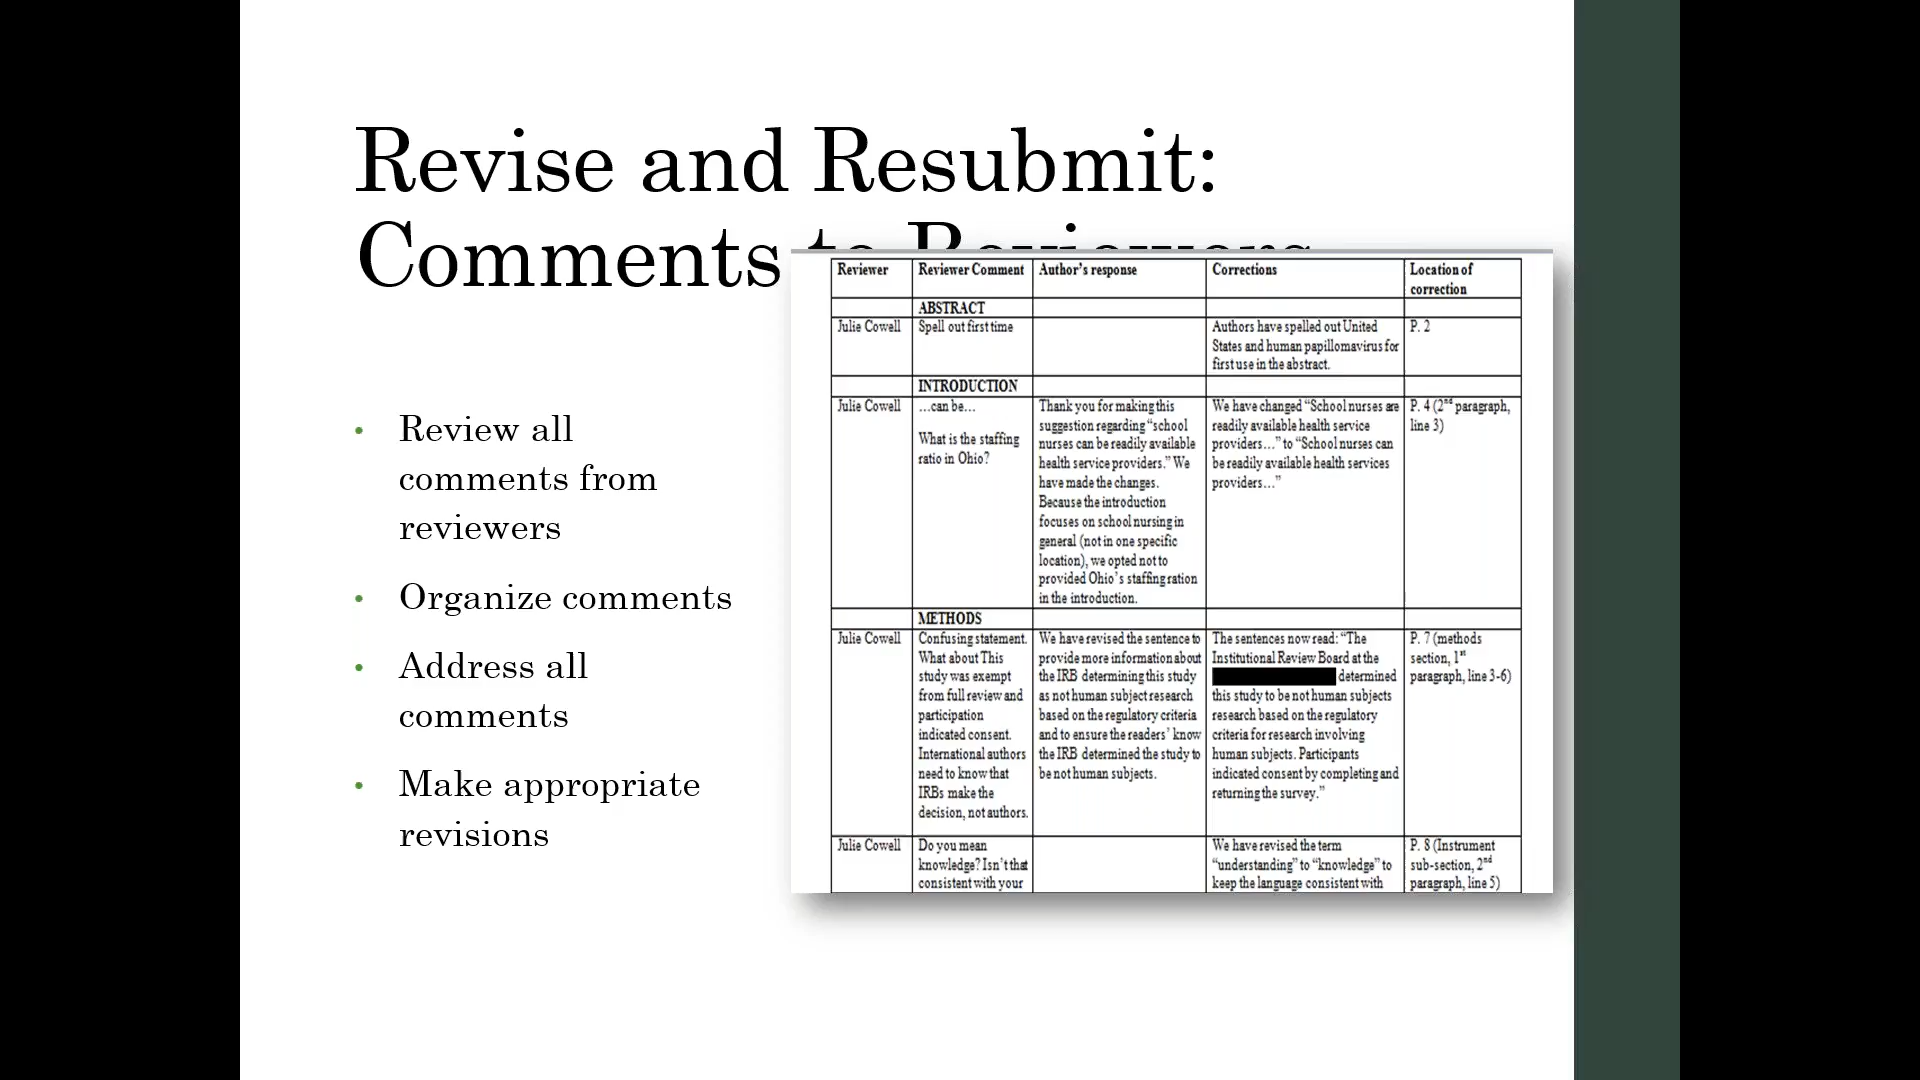 Revise and Resubmit:
Comments to Reviewers
• Review all
comments from
reviewers
• Organize comments
• Address all
comments
• Make appropriate
revisions
Reviewer
Reviewer Comment
Author's response
Corrections
Location of
correction
ABSTRACT
Julie Cowell
Spell out first time
Authors have spelled out United
States and human papillomavirus for
first use in the abstract.
P. 2
INTRODUCTION
Julie Cowell
…can be…
What is the staffing
ratio in Ohio?
Thank you for making this
suggestion regarding “school
nurses can be readily available
health service providers.” We
have made the changes.
Because the introduction
focuses on school nursing in
general (not in one specific
location), we opted not to
provided Ohio’s staffing ration
in the introduction.
We have changed “School nurses are
readily available health service
providers…” to “School nurses can
be readily available health services
providers…”
P. 4 (2nd paragraph,
line 3)
METHODS
Julie Cowell
Confusing statement.
What about This
study was exempt
from full review and
participation
indicated consent.
International authors
need to know that
IRBs make the
decision, not authors.
We have revised the sentence to
provide more information about
the IRB determining this study
as not human subject research
based on the regulatory criteria
and to ensure the readers’ know
the IRB determined the study to
be not human subjects.
The sentences now read: “The
Institutional Review Board at the
determined
this study to be not human subjects
research based on the regulatory
criteria for research involving
human subjects. Participants
indicated consent by completing and
returning the survey.”
P. 7 (methods
section, 1st
paragraph, line 3-6)
Julie Cowell
Do you mean
knowledge? Isn’t that
consistent with your
We have revised the term
“understanding” to “knowledge” to
keep the language consistent with
P. 8 (Instrument
sub-section, 2nd
paragraph, line 5)